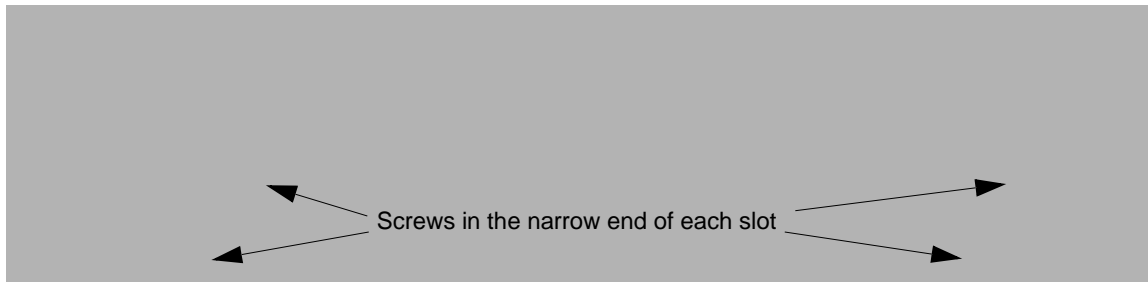 Screws in the narrow end of each slot